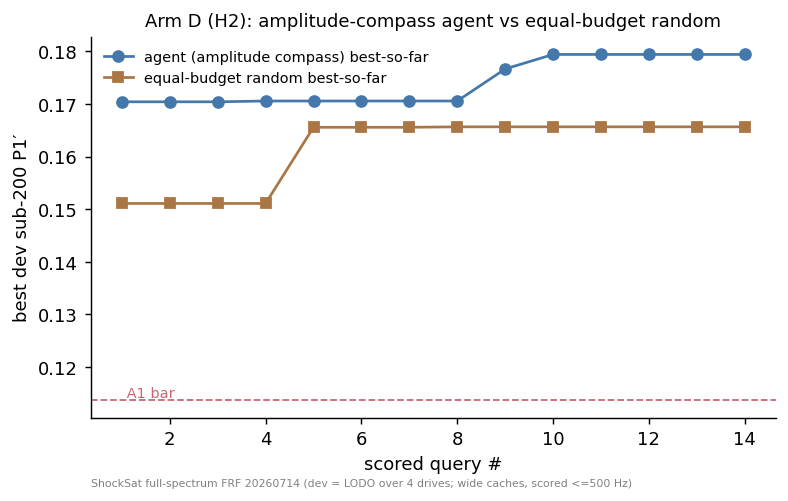 Arm D (H2): amplitude-compass agent vs equal-budget random
agent (amplitude compass) best-so-far
equal-budget random best-so-far
0.18
0.17
0.16
0.15
0.14
0.13
0.12
best dev sub-200 P1′
A1 bar
2 4 6 8 10 12 14
scored query #
ShockSat full-spectrum FRF 20260714 (dev = LODO over 4 drives; wide caches, scored <=500 Hz)